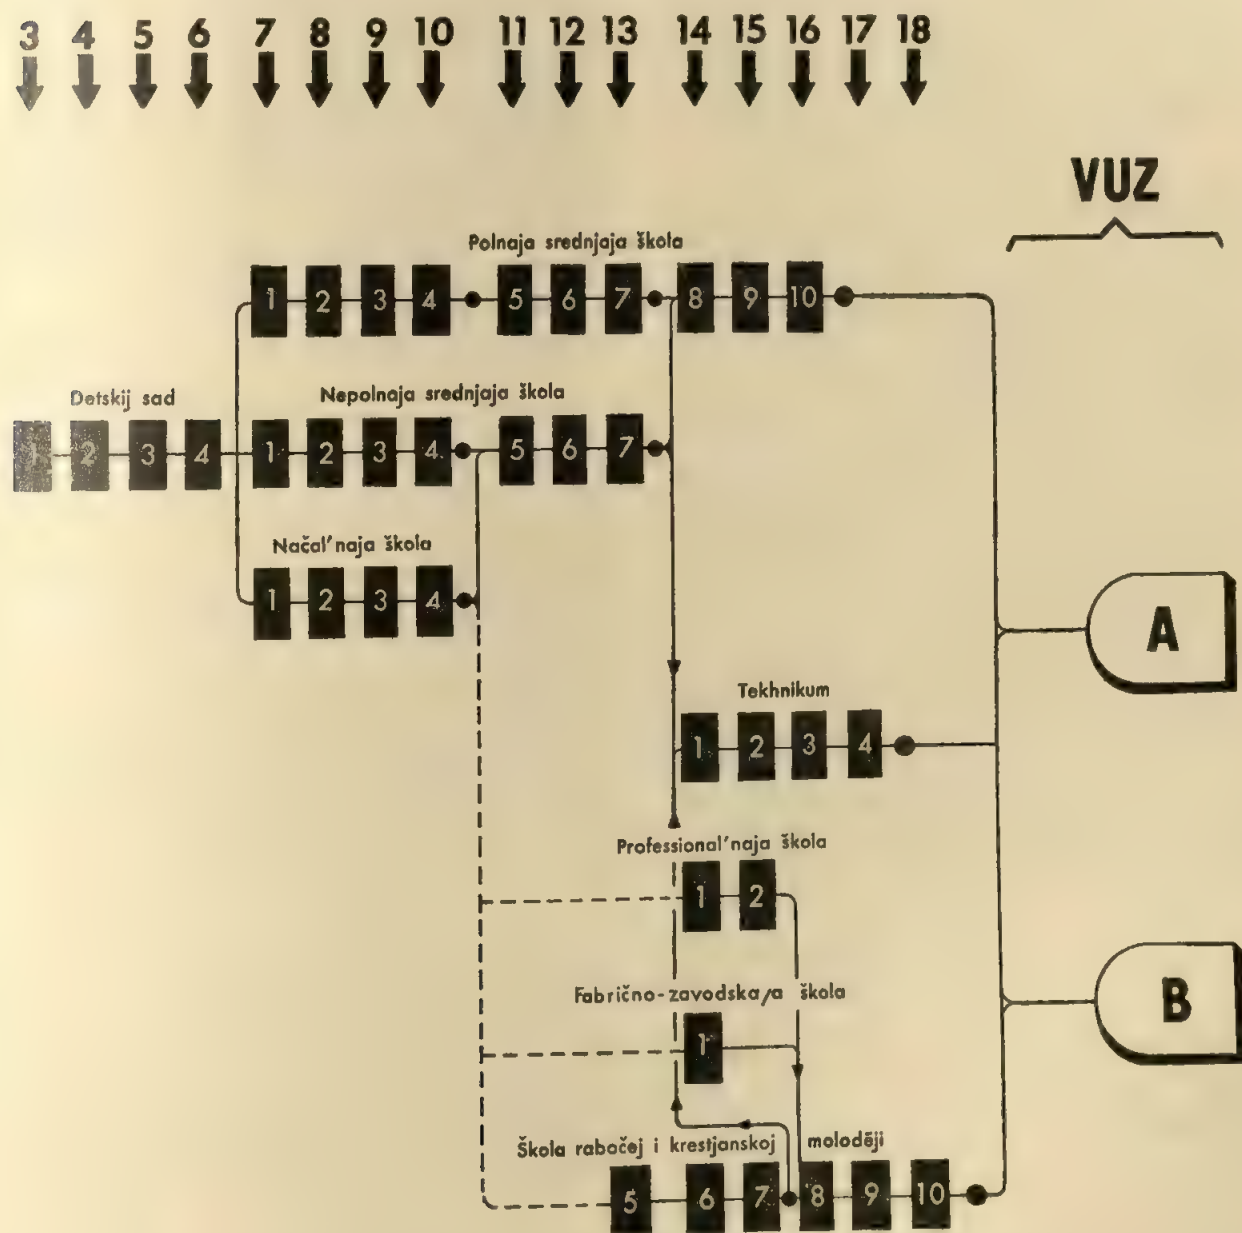 3 4 5 6 7 8 9 10 11 12 13 14 15 16 17 18
VUZ
Polnaja srednjaja škola
1 2 3 4 5 6 7 8 9 10
Detskij sad
Nepolnaja srednjaja škola
1 2 3 4 1 2 3 4 5 6 7
Načal'naja škola
1 2 3 4
A
Tekhnikum
1 2 3 4
Professional'naja škola
1 2
B
Fabrično-zavodskaja škola
1
Škola rabočej i krestjanskoj moloději
5 6 7 8 9 10